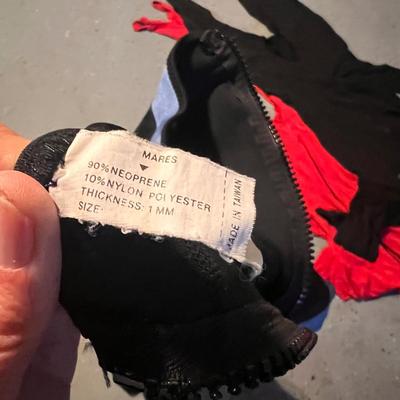 MARES
90% NEOPRENE
10% NYLON POLYESTER
THICKNESS: 1 MM
SIZE:
MADE IN TAIWAN